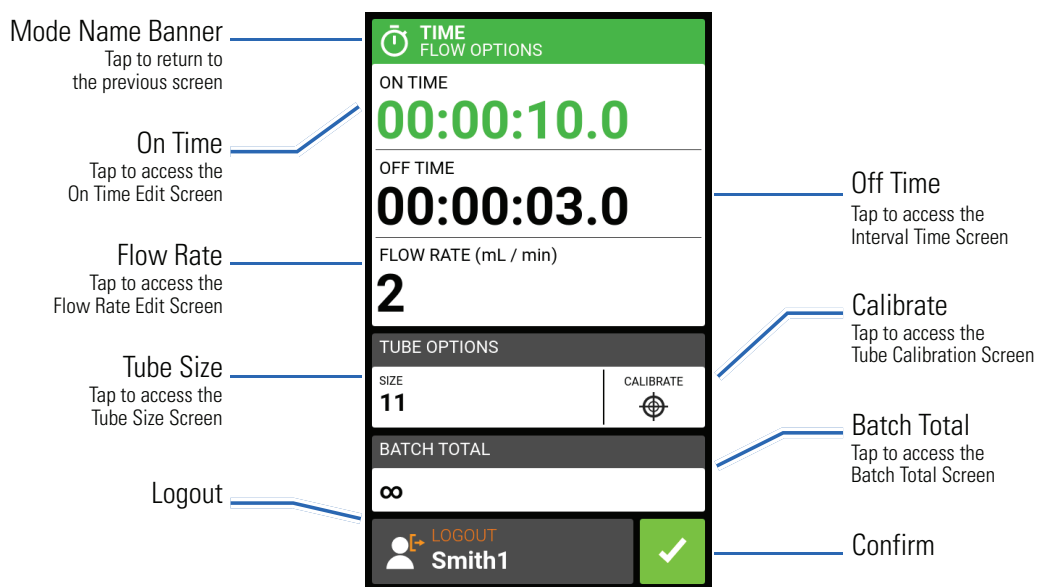 Mode Name Banner
Tap to return to
the previous screen
On Time
Tap to access the
On Time Edit Screen
Flow Rate
Tap to access the
Flow Rate Edit Screen
Tube Size
Tap to access the
Tube Size Screen
Logout
TIME
FLOW OPTIONS
ON TIME
00:00:10.0
OFF TIME
00:00:03.0
FLOW RATE (mL / min)
2
TUBE OPTIONS
SIZE
11
CALIBRATE
BATCH TOTAL
∞
LOGOUT
Smith1
Off Time
Tap to access the
Interval Time Screen
Calibrate
Tap to access the
Tube Calibration Screen
Batch Total
Tap to access the
Batch Total Screen
Confirm